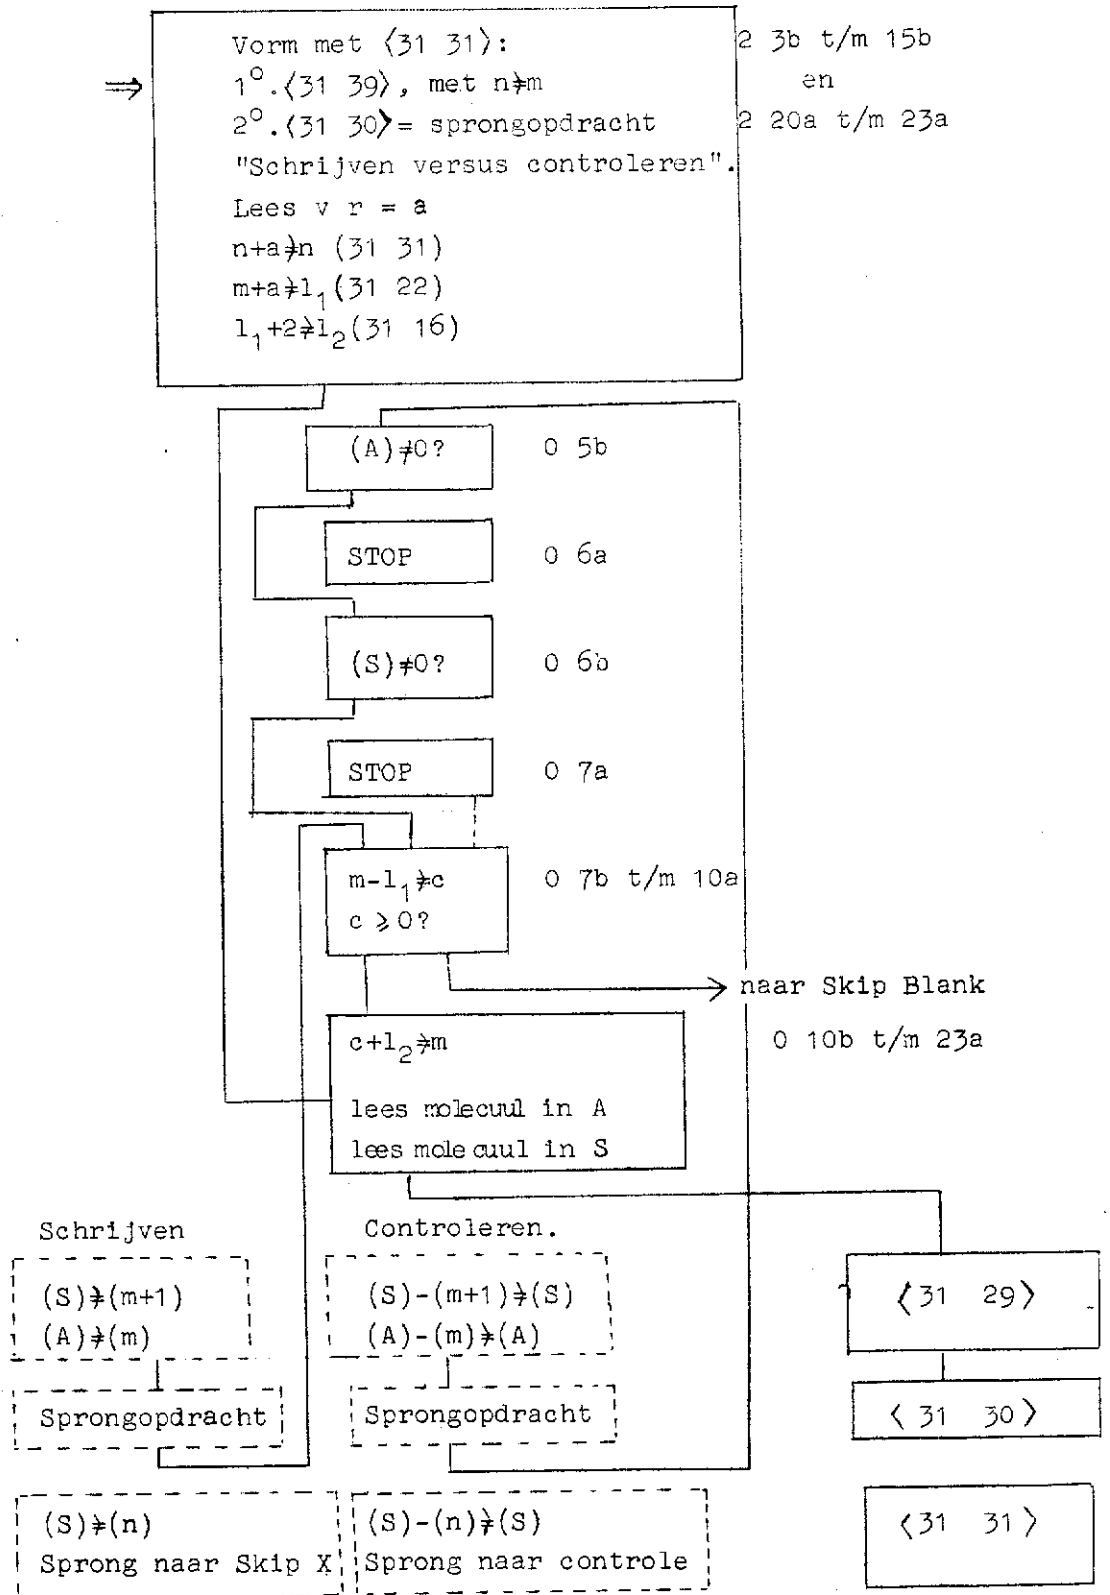 Vorm met ⟨31 31⟩: 2 3b t/m 15b
⇒ 1°.⟨31 39⟩, met n≯m en
2°.⟨31 30⟩= sprongopdracht 2 20a t/m 23a
"Schrijven versus controleren".
Lees v r = a
n+a≯n (31 31)
m+a≯l₁(31 22)
l₁+2≯l₂(31 16)
(A)≠0? 0 5b
STOP 0 6a
(S)≠0? 0 6b
STOP 0 7a
m-l₁≯c 0 7b t/m 10a
c ⩾ 0?
naar Skip Blank
c+l₂≯m 0 10b t/m 23a
lees molecuul in A
lees molecuul in S
Schrijven Controleren.
(S)≯(m+1) (S)-(m+1)≯(S) ⟨31 29⟩
(A)≯(m) (A)-(m)≯(A)
Sprongopdracht Sprongopdracht ⟨31 30⟩
(S)≯(n) (S)-(n)≯(S) ⟨31 31⟩
Sprong naar Skip X Sprong naar controle